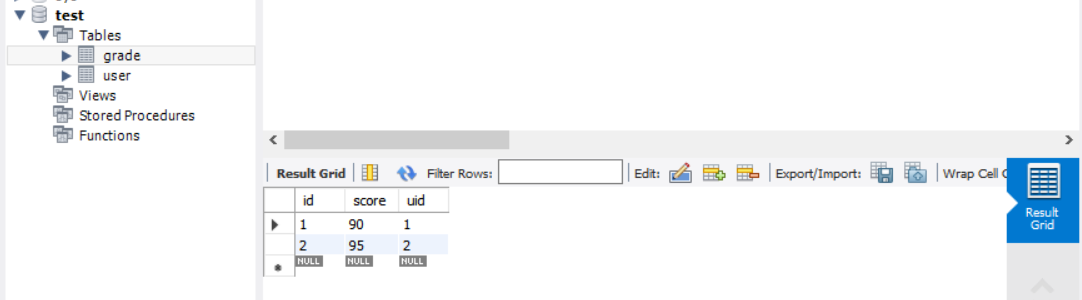 test
Tables
grade
user
Views
Stored Procedures
Functions
Result Grid Filter Rows: Edit: Export/Import: Wrap Cell
id score uid
1 90 1
2 95 2
NULL NULL NULL
Result
Grid